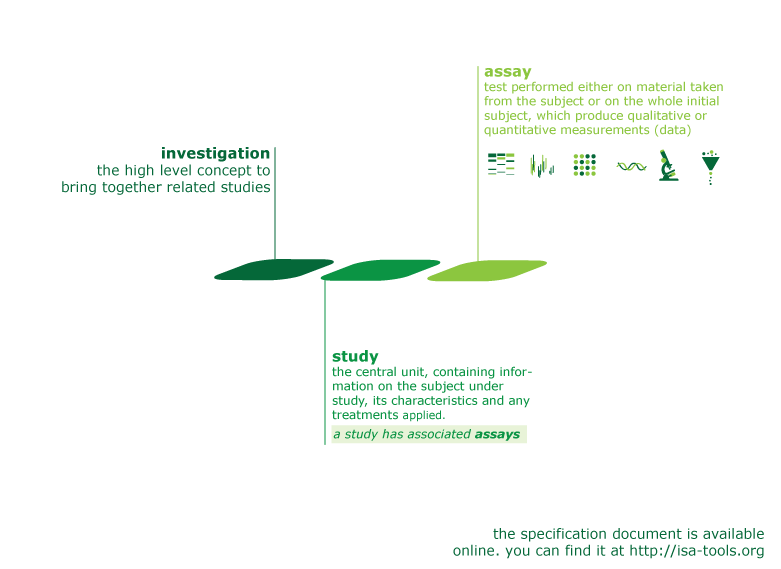 investigation
the high level concept to
bring together related studies
assay
test performed either on material taken
from the subject or on the whole initial
subject, which produce qualitative or
quantitative measurements (data)
study
the central unit, containing infor-
mation on the subject under
study, its characteristics and any
treatments applied.
a study has associated assays
the specification document is available
online. you can find it at http://isa-tools.org